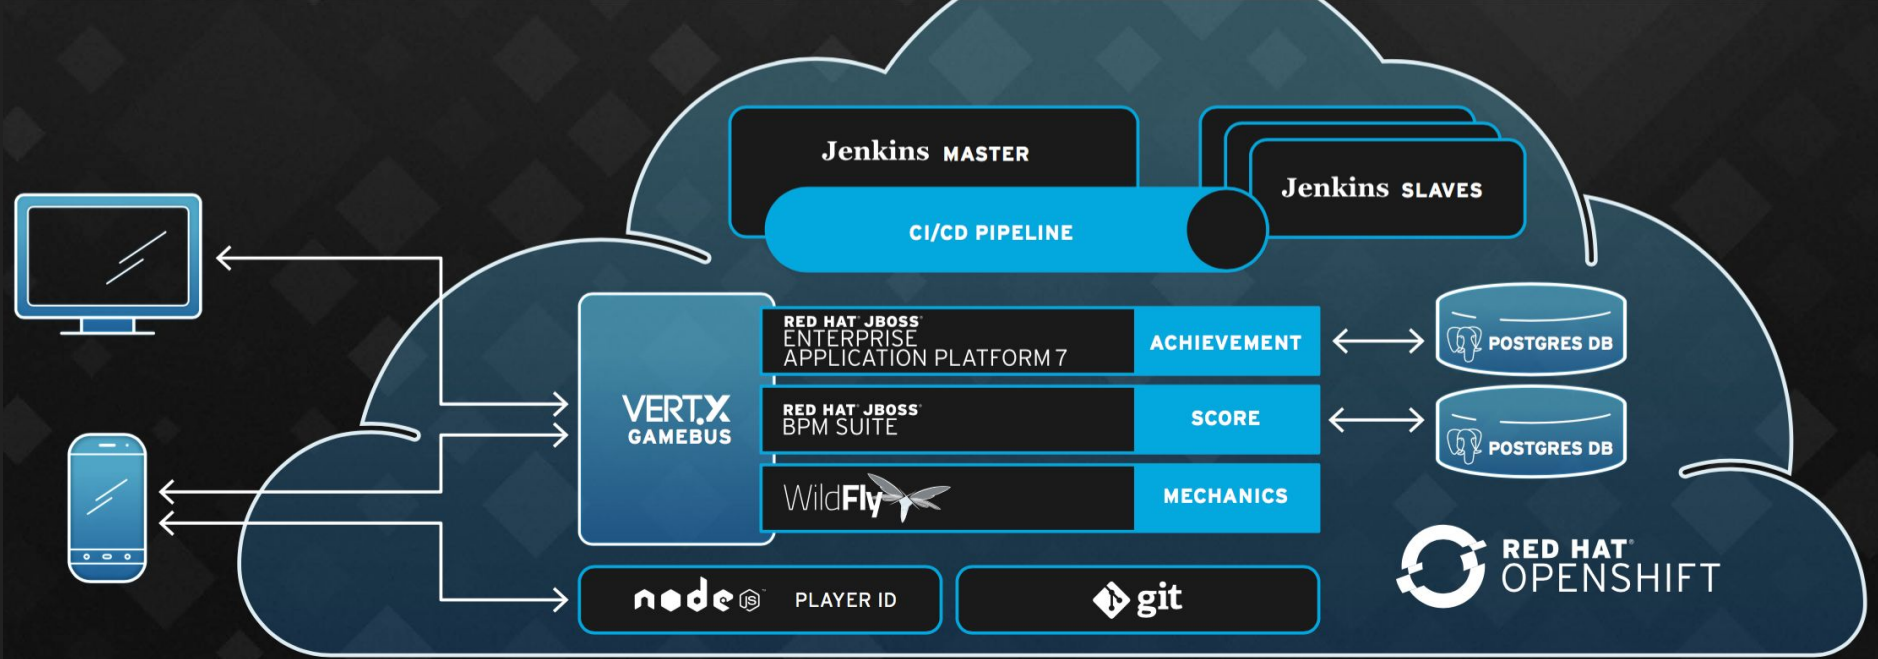 Jenkins MASTER
Jenkins SLAVES
CI/CD PIPELINE
VERT.X
GAMEBUS
RED HAT® JBOSS®
ENTERPRISE
APPLICATION PLATFORM 7
ACHIEVEMENT
POSTGRES DB
RED HAT® JBOSS®
BPM SUITE
SCORE
POSTGRES DB
WildFly
MECHANICS
node JS™ PLAYER ID
git
RED HAT®
OPENSHIFT